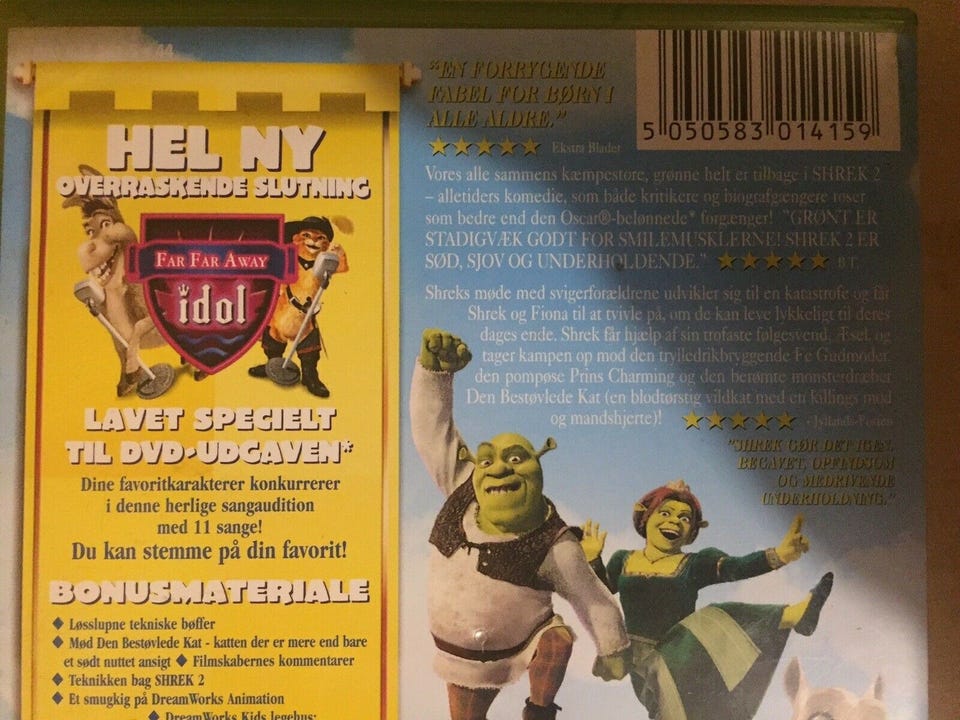 HEL NY
OVERRASKENDE SLUTNING
FAR FAR AWAY
idol
LAVET SPECIELT
TIL DVD-UDGAVEN*
Dine favoritkarakterer konkurrerer
i denne herlige sangaudition
med 11 sange!
Du kan stemme på din favorit!
BONUSMATERIALE
◆ Løsslupne tekniske bøffer
◆ Mød Den Bestøvlede Kat - katten der er mere end bare
et sødt nuttet ansigt ◆ Filmskabernes kommentarer
◆ Teknikken bag SHREK 2
◆ Et smugkig på DreamWorks Animation
◆ DreamWorks Kids legehus:
"EN FORRYGENDE
FABEL FOR BØRN I
ALLE ALDRE."
★★★★★ Ekstra Bladet
5 050583 014159
Vores alle sammens kæmpestore, grønne helt er tilbage i SHREK 2
– alletiders komedie, som både kritikere og biografgængere roser
som bedre end den Oscar®-belønnede* forgænger! "GRØNT ER
STADIGVÆK GODT FOR SMILEMUSKLERNE! SHREK 2 ER
SØD, SJOV OG UNDERHOLDENDE." ★★★★★ B.T.
Shreks møde med svigerforældrene udvikler sig til en katastrofe og får
Shrek og Fiona til at tvivle på, om de kan leve lykkeligt til deres
dages ende. Shrek får hjælp af sin trofaste følgesvend, Æsel, og
tager kampen op mod den trylledrikbryggende Fe Gudmoder,
den pompøse Prins Charming og den berømte monsterdræber
Den Bestøvlede Kat (en blodtørstig vildkat med en killings mod
og mandshjerte)! ★★★★★ - Jyllands-Posten
"SHREK GØR DET IGEN.
BEGAVET, OPFINDSOM
OG MEDRIVENDE
UNDERHOLDNING."